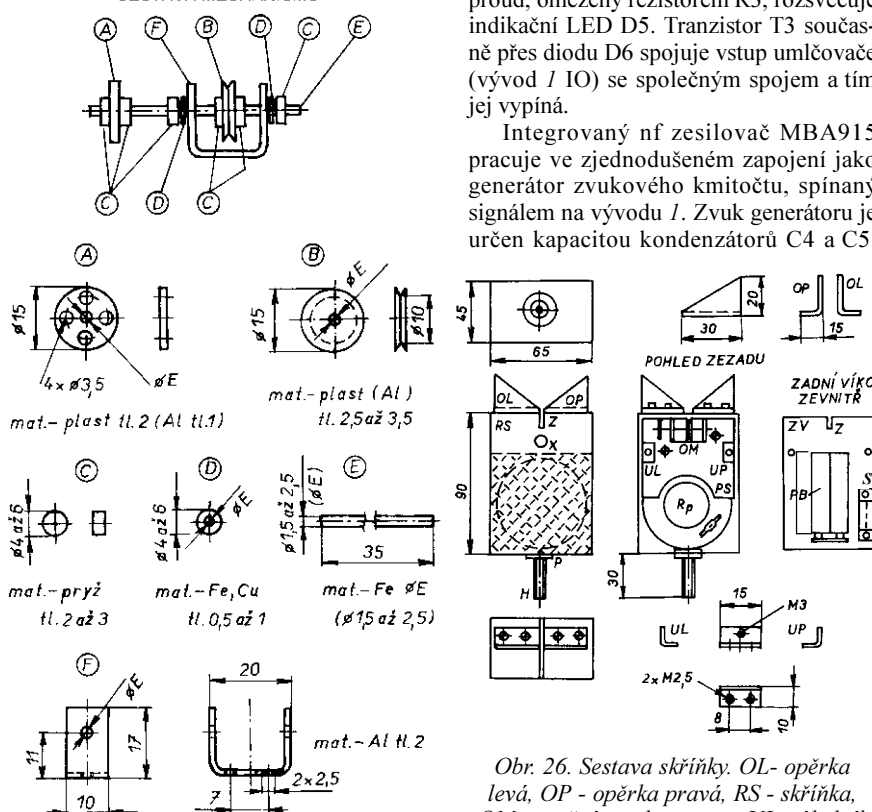 proud, omezený rezistorem R3, rozsvěcuje
indikační LED D5. Tranzistor T3 součas-
ně přes diodu D6 spojuje vstup umlčovače
(vývod 1 IO) se společným spojem a tím
jej vypíná.
Integrovaný nf zesilovač MBA915
pracuje ve zjednodušeném zapojení jako
generátor zvukového kmitočtu, spínaný
signálem na vývodu 1. Zvuk generátoru je
určen kapacitou kondenzátorů C4 a C5
A F B D C E
C D C
A
ø15
4x ø3,5
øE
mat.- plast tl.2 (Al tl.1)
B
øE
ø15
ø10
mat.- plast (Al)
tl. 2,5 až 3,5
C
ø4 až 6
mat.- pryž
tl. 2 až 3
D
øE
ø4 až 6
mat.- Fe, Cu
tl. 0,5 až 1
E
ø1,5 až 2,5
(øE)
35
mat.- Fe øE
(ø1,5 až 2,5)
F
øE
11
17
10
20
mat.- Al tl. 2
2x2,5
7
45
65
30
20
OP OL
15
POHLED ZEZADU
ZADNÍ VÍKO
ZEVNITŘ
OL OP
RS Z
X
90
P
H
OM
UL UP
PS
Rp
30
ZV Z
PB
S
15
M3
UL UP
2x M2,5
8
10
Obr. 26. Sestava skříňky. OL- opěrka
levá, OP - opěrka pravá, RS - skříňka,